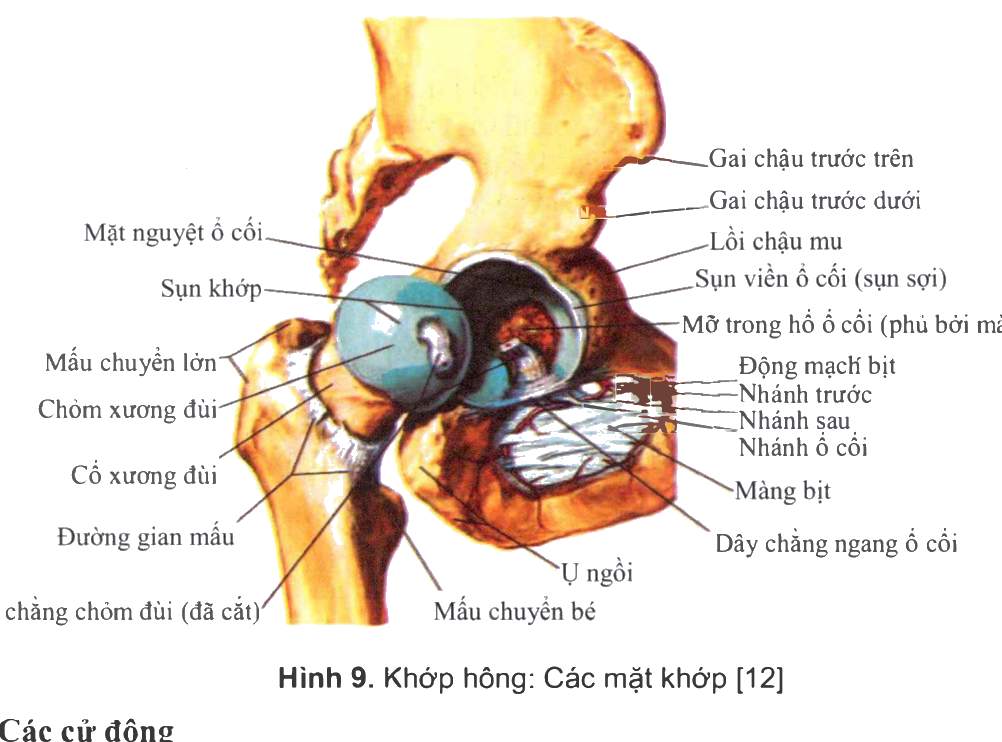 Gai chậu trước trên
Gai chậu trước dưới
Mặt nguyệt ổ cối
Lồi chậu mu
Sụn viền ổ cối (sụn sợi)
Sụn khớp
Mỡ trong hố ổ cối (phủ bởi mà
Mấu chuyển lớn
Động mạch bịt
Nhánh trước
Chỏm xương đùi
Nhánh sau
Nhánh ổ cối
Cổ xương đùi
Màng bịt
Đường gian mấu
Dây chằng ngang ổ cối
Ụ ngồi
chằng chỏm đùi (đã cắt)
Mấu chuyển bé
Hình 9. Khớp hông: Các mặt khớp [12]
Các cử động